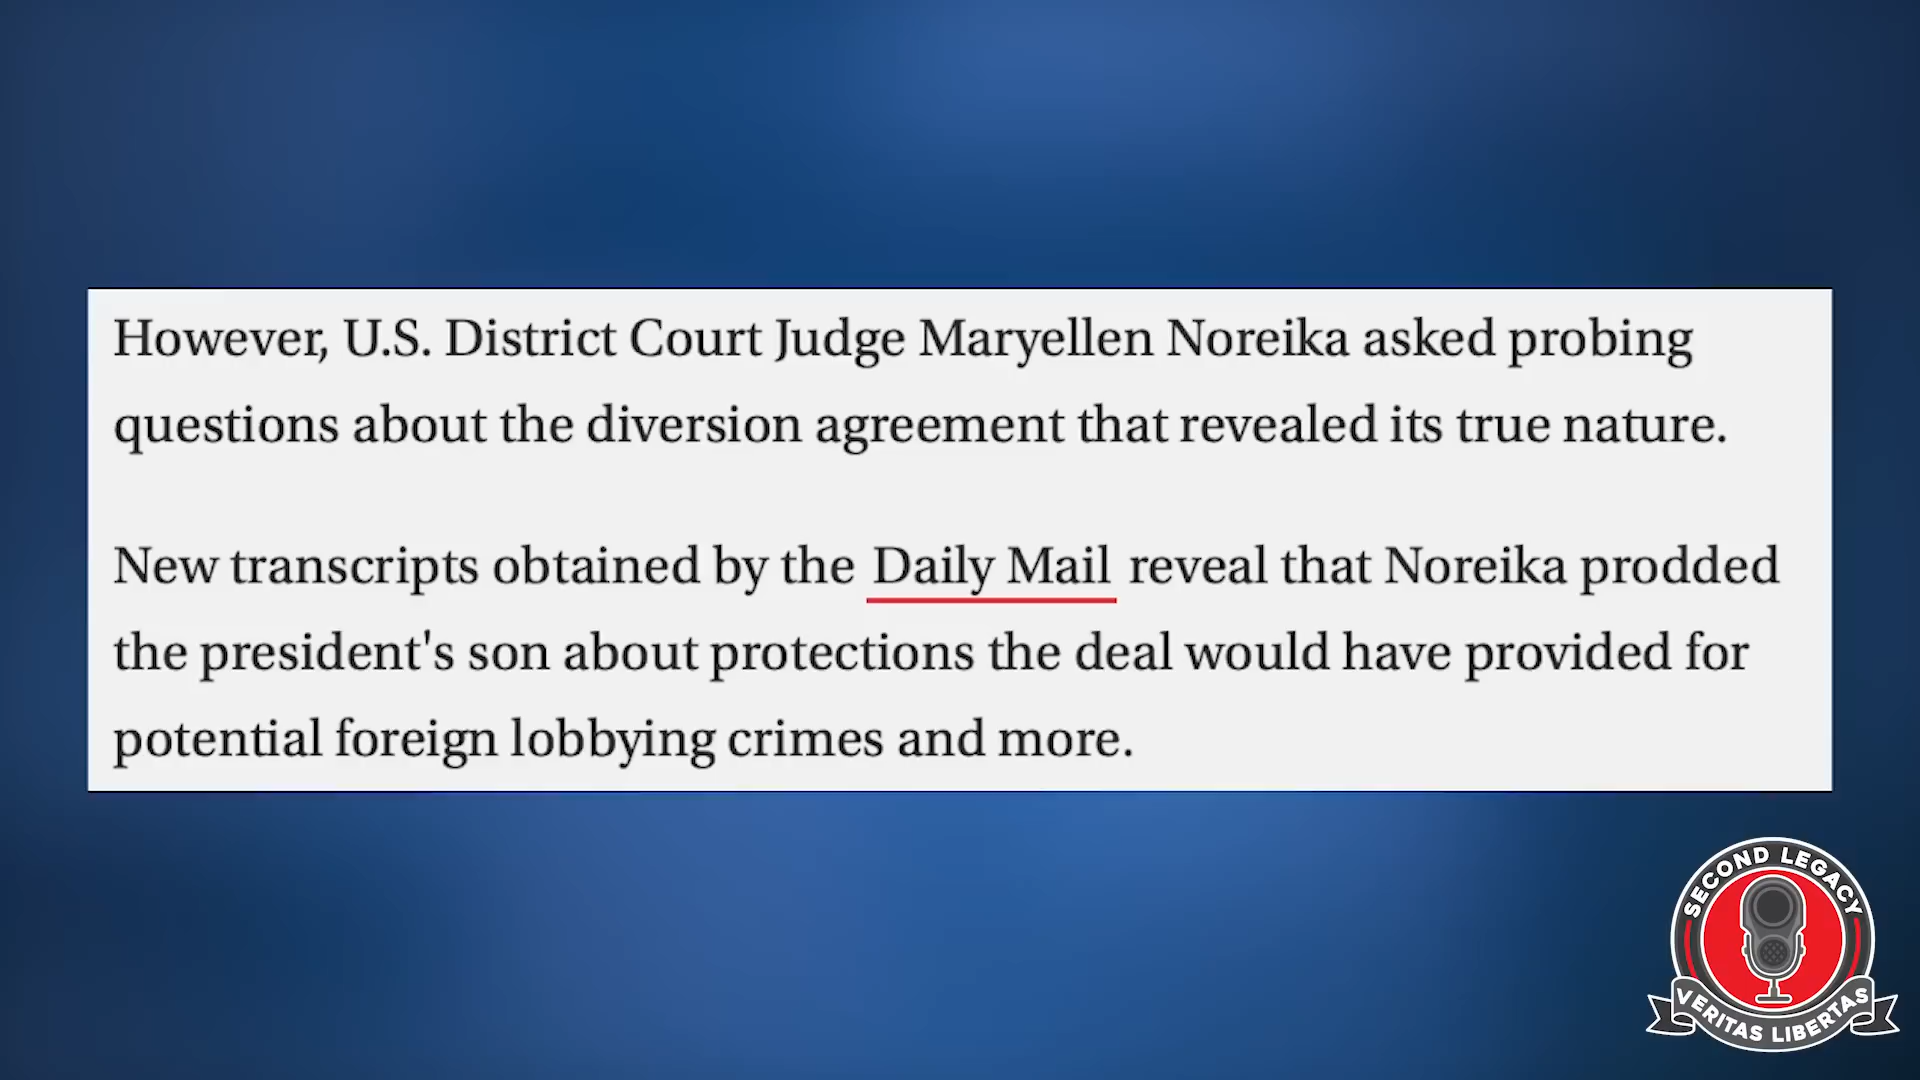 However, U.S. District Court Judge Maryellen Noreika asked probing
questions about the diversion agreement that revealed its true nature.
New transcripts obtained by the Daily Mail reveal that Noreika prodded
the president's son about protections the deal would have provided for
potential foreign lobbying crimes and more.
SECOND LEGACY
VERITAS LIBERTAS